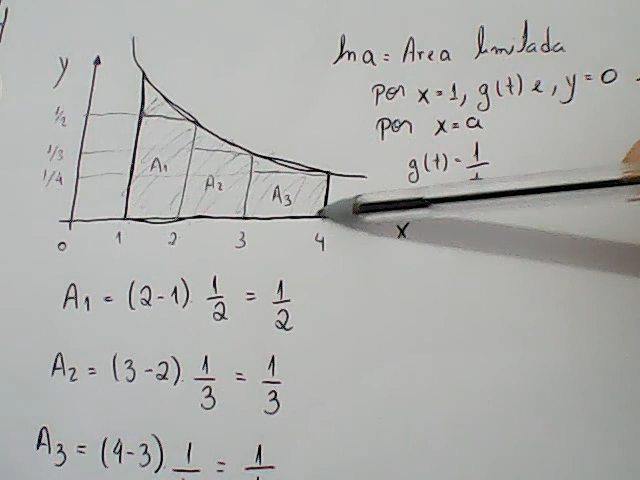 y
1/2
1/3
1/4
A1
A2
A3
0 1 2 3 4 x
ln a = Area limitada
por x=1, g(t) e, y=0
por x=a
g(t) = 1
A1 = (2-1). 1/2 = 1/2
A2 = (3-2). 1/3 = 1/3
A3 = (4-3). 1 = 1